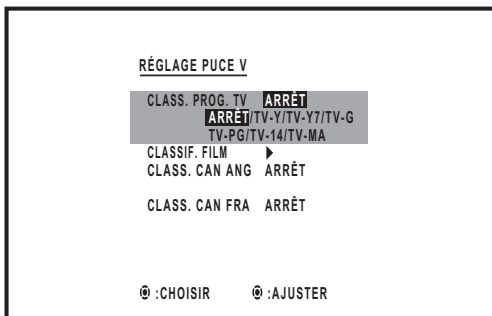 RÉGLAGE PUCE V
CLASS. PROG. TV ARRÊT
ARRÊT/TV-Y/TV-Y7/TV-G
TV-PG/TV-14/TV-MA
CLASSIF. FILM
CLASS. CAN ANG ARRÊT
CLASS. CAN FRA ARRÊT
:CHOISIR :AJUSTER